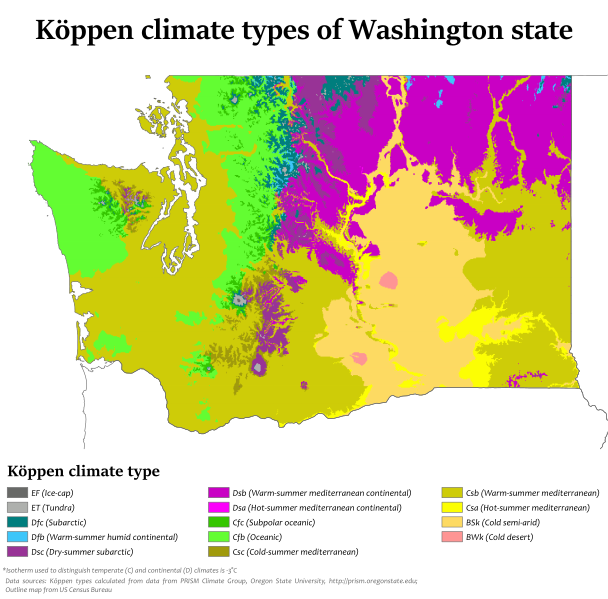 Köppen climate types of Washington state
Köppen climate type
EF (Ice-cap)
ET (Tundra)
Dfc (Subarctic)
Dfb (Warm-summer humid continental)
Dsc (Dry-summer subarctic)
Dsb (Warm-summer mediterranean continental)
Dsa (Hot-summer mediterranean continental)
Cfc (Subpolar oceanic)
Cfb (Oceanic)
Csc (Cold-summer mediterranean)
Csb (Warm-summer mediterranean)
Csa (Hot-summer mediterranean)
BSk (Cold semi-arid)
BWk (Cold desert)
*Isotherm used to distinguish temperate (C) and continental (D) climates is -3°C
Data sources: Köppen types calculated from data from PRISM Climate Group, Oregon State University, http://prism.oregonstate.edu;
Outline map from US Census Bureau